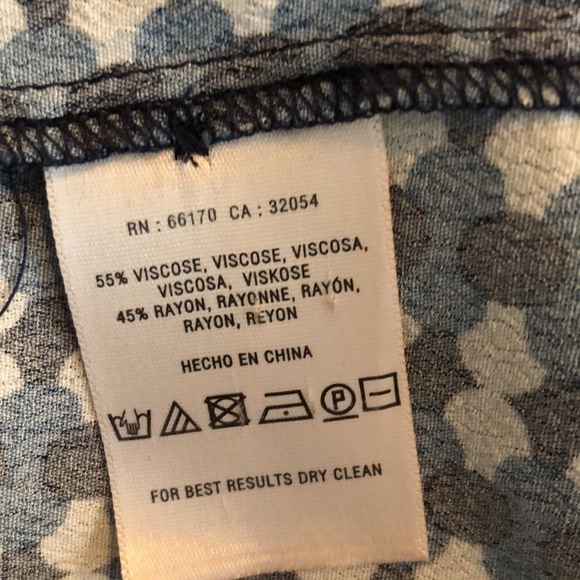 RN : 66170 CA : 32054
55% VISCOSE, VISCOSE, VISCOSA,
VISCOSA, VISKOSE
45% RAYON, RAYONNE, RAYÓN,
RAYON, REYON
HECHO EN CHINA
P
FOR BEST RESULTS DRY CLEAN